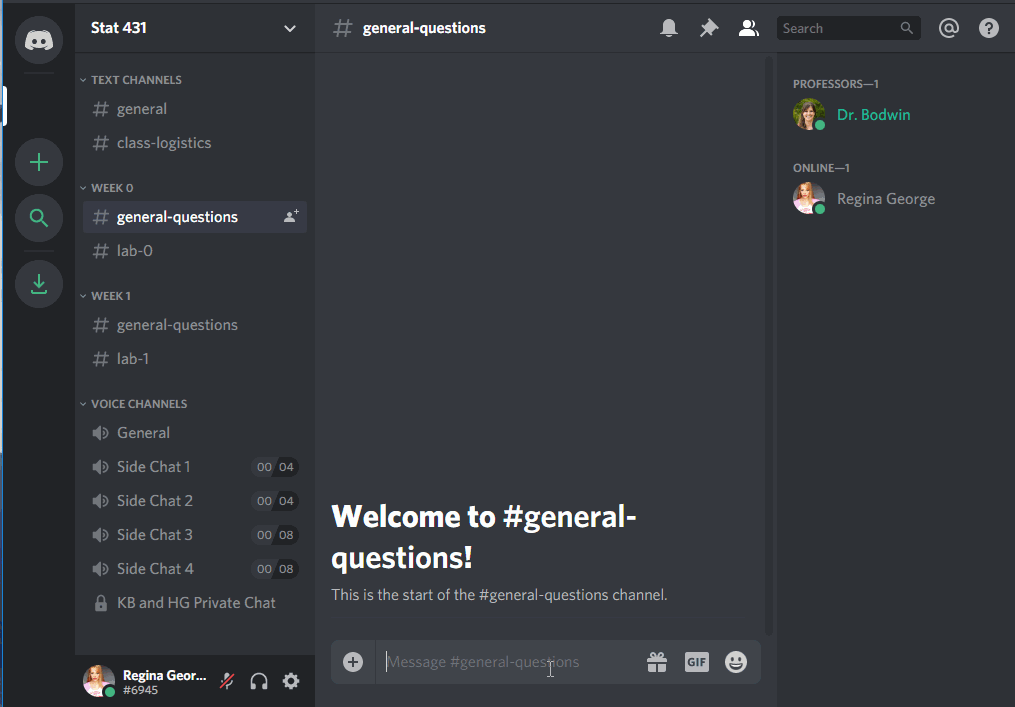 Stat 431
TEXT CHANNELS
# general
# class-logistics
WEEK 0
# general-questions
# lab-0
WEEK 1
# general-questions
# lab-1
VOICE CHANNELS
General
Side Chat 1 00 04
Side Chat 2 00 04
Side Chat 3 00 08
Side Chat 4 00 08
KB and HG Private Chat
Regina Geor...
#6945
# general-questions
Search
Welcome to #general-
questions!
This is the start of the #general-questions channel.
Message #general-questions
GIF
PROFESSORS—1
Dr. Bodwin
ONLINE—1
Regina George